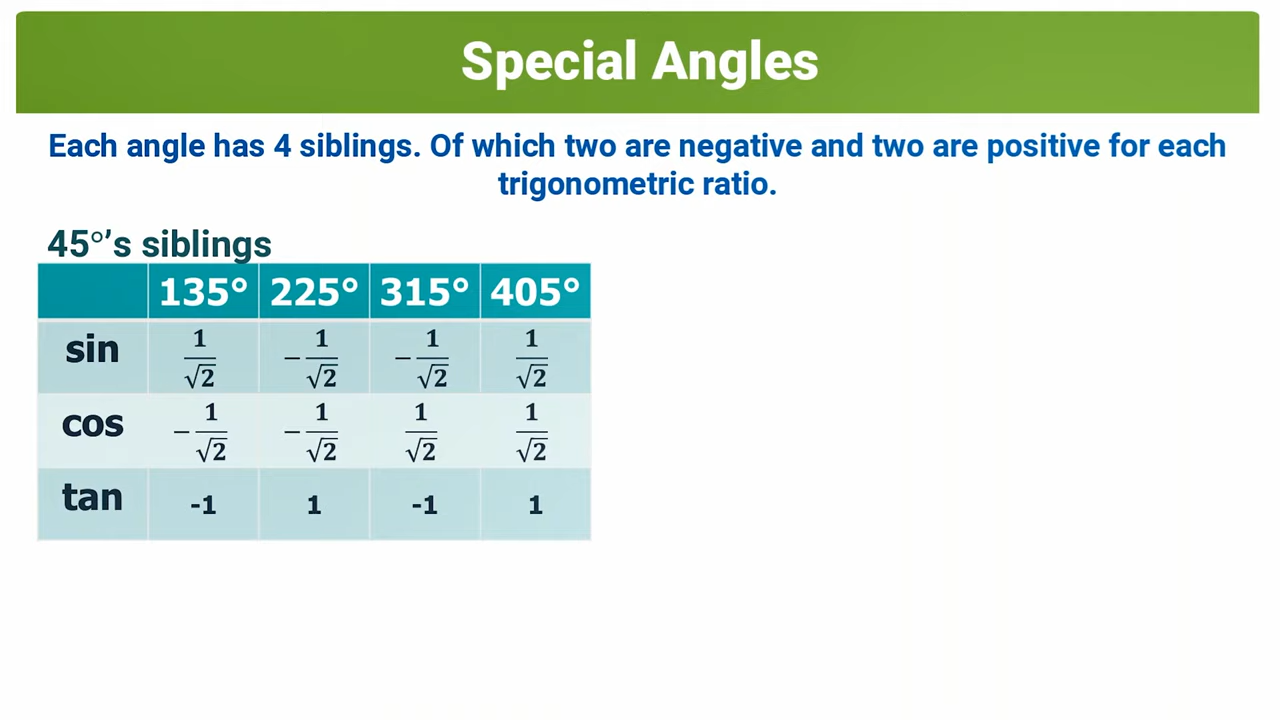 Special Angles
Each angle has 4 siblings. Of which two are negative and two are positive for each
trigonometric ratio.
45°’s siblings
135° 225° 315° 405°
sin 1/√2 −1/√2 −1/√2 1/√2
cos −1/√2 −1/√2 1/√2 1/√2
tan -1 1 -1 1